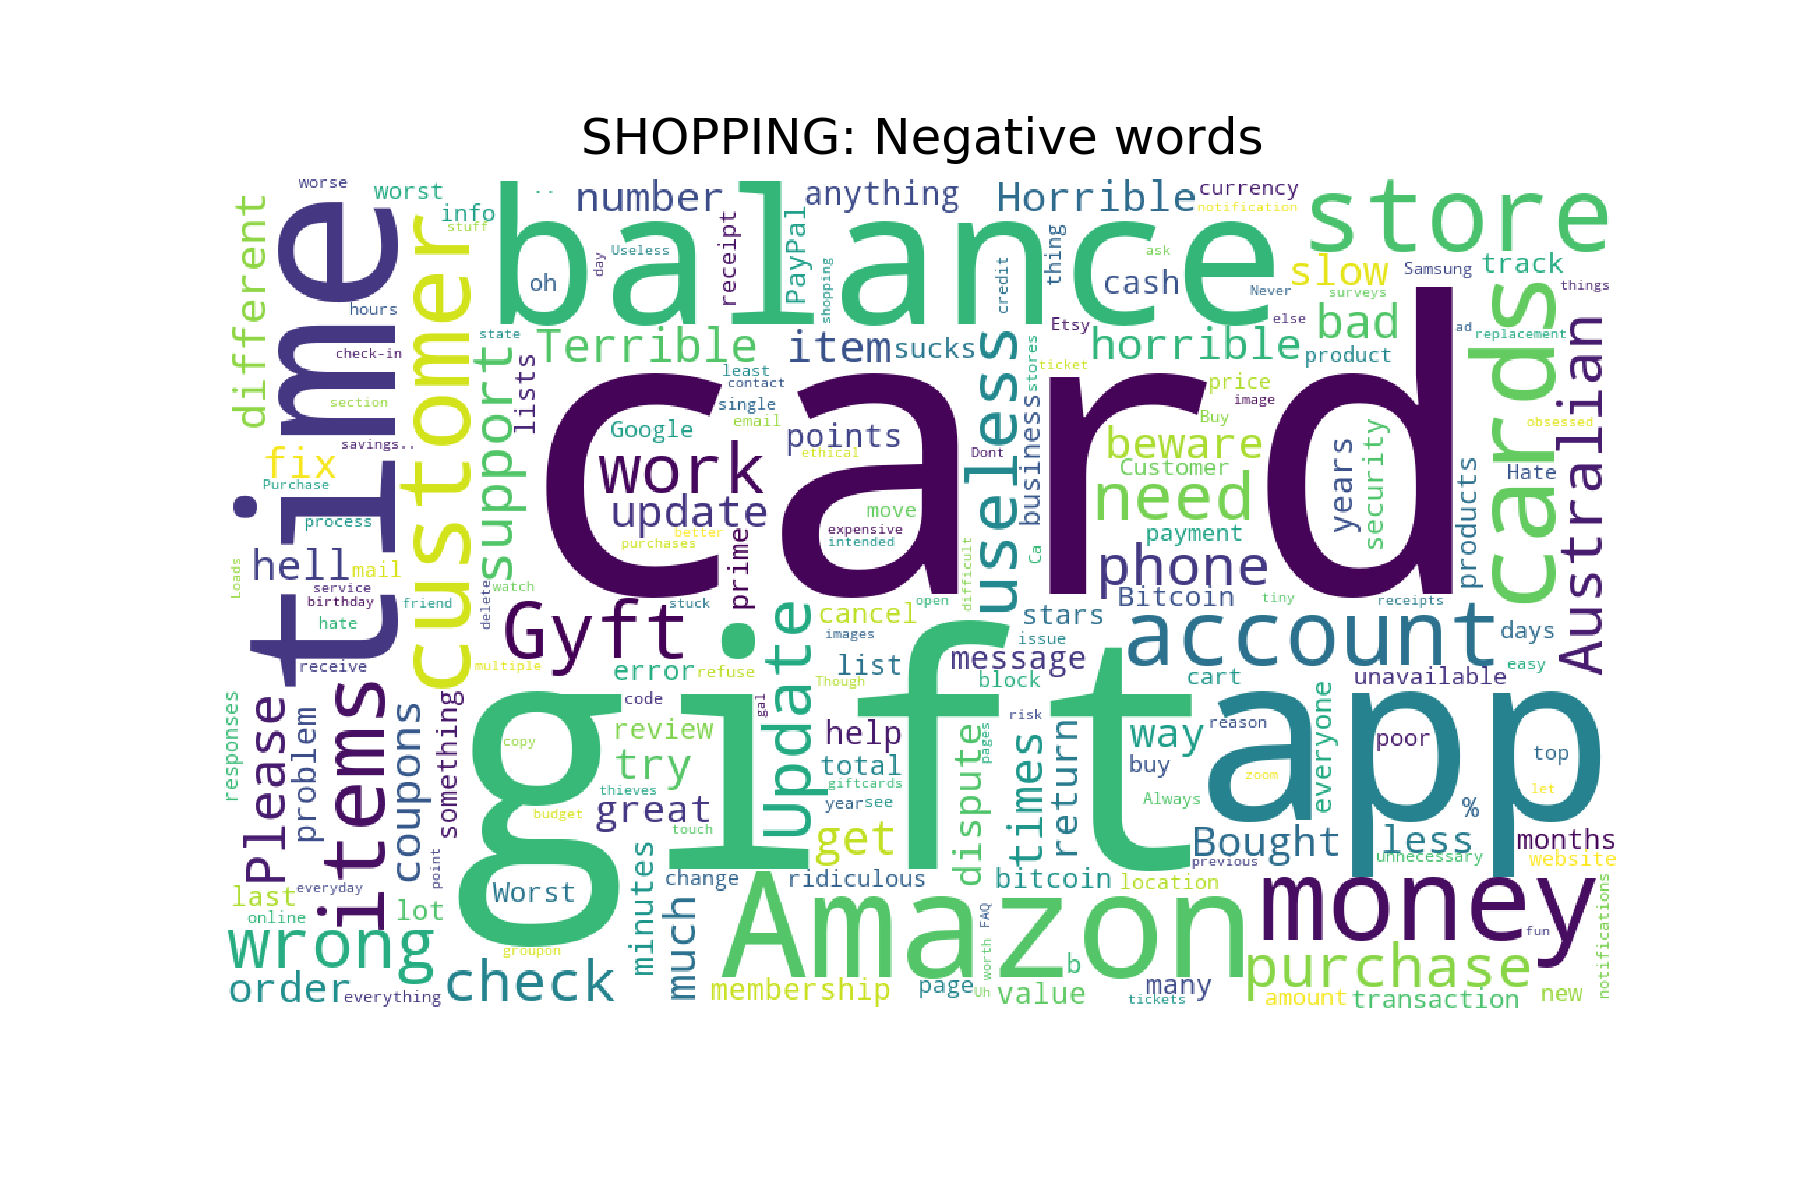 SHOPPING: Negative words
worse
worst
..
number
anything
Horrible
currency
notification
store
different
time
customer
info
stuff
balance
receipt
PayPal
thing
ask
Useless
day
oh
shopping
credit
cash
Never
slow
surveys
Samsung
track
things
hours
state
Terrible
item
sucks
useless
stores
Etsy
horrible
else
bad
product
ad
replacement
cards
Australian
check-in
support
lists
least
contact
single
email
ticket
price
image
Buy
section
savings..
card
Google
points
ethical
Dont
business
beware
Customer
years
security
obsessed
fix
Purchase
work
update
move
need
products
Hate
process
better
purchases
prime
expensive
intended
difficult
Ca
payment
hell
mail
Loads
service
birthday
friend
delete
watch
phone
hate
Gyft
stuck
Update
cancel
open
stars
Bitcoin
tiny
receipts
account
days
receive
multiple
error
refuse
images
list
Though
message
issue
block
cart
unavailable
easy
responses
Please
problem
items
coupons
something
gift
code
gal
copy
review
try
help
total
giftcards
dispute
pages
risk
times
return
way
buy
reason
app
zoom
everyone
poor
top
let
thieves
budget
great
touch
year
see
get
Always
Bought
%
less
unnecessary
months
website
previous
last
everyday
point
online
lot
Worst
minutes
change
ridiculous
bitcoin
location
money
fun
notifications
wrong
groupon
much
Amazon
FAQ
worth
b
purchase
order
everything
check
membership
page
Uh
value
many
tickets
amount
transaction
new